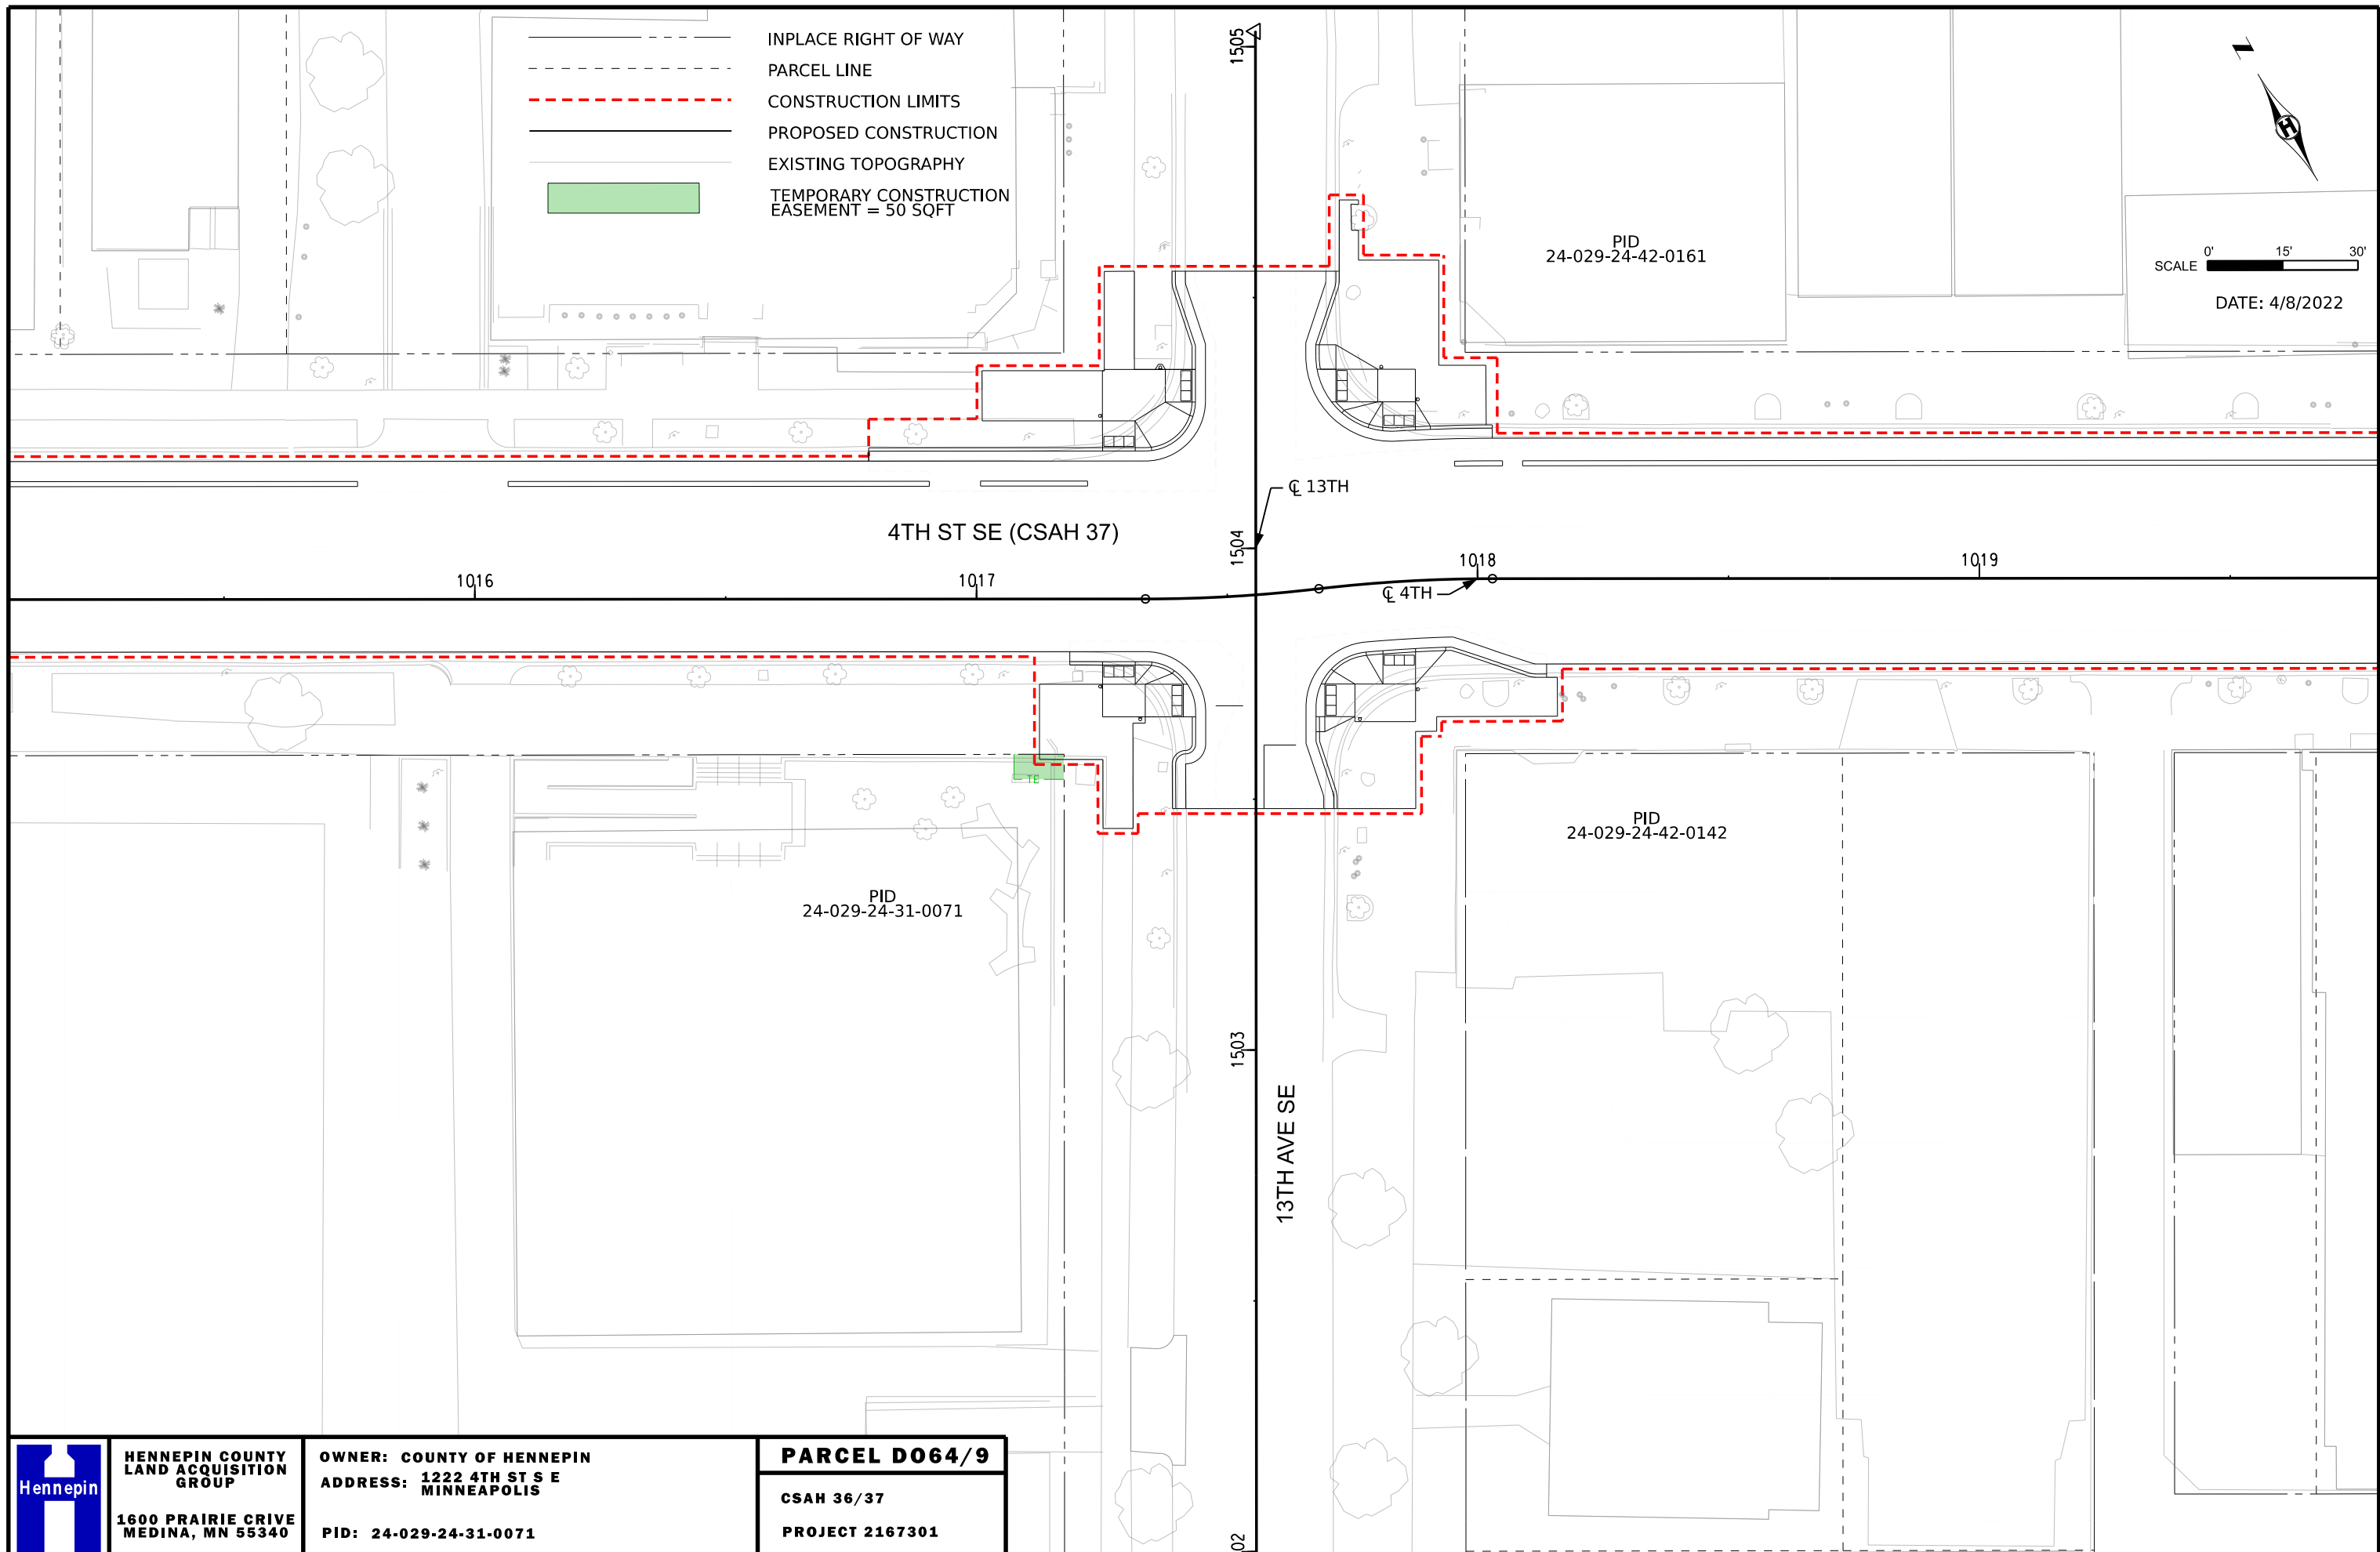 INPLACE RIGHT OF WAY
PARCEL LINE
CONSTRUCTION LIMITS
PROPOSED CONSTRUCTION
EXISTING TOPOGRAPHY
TEMPORARY CONSTRUCTION
EASEMENT = 50 SQFT
1505
N
H
PID
24-029-24-42-0161
SCALE 0' 15' 30'
DATE: 4/8/2022
℄ 13TH
4TH ST SE (CSAH 37)
1504
1016
1017
1018
1019
℄ 4TH
TE
PID
24-029-24-42-0142
PID
24-029-24-31-0071
1503
13TH AVE SE
02
Hennepin
HENNEPIN COUNTY
LAND ACQUISITION
GROUP
1600 PRAIRIE CRIVE
MEDINA, MN 55340
OWNER: COUNTY OF HENNEPIN
ADDRESS: 1222 4TH ST S E
MINNEAPOLIS
PID: 24-029-24-31-0071
PARCEL DO64/9
CSAH 36/37
PROJECT 2167301